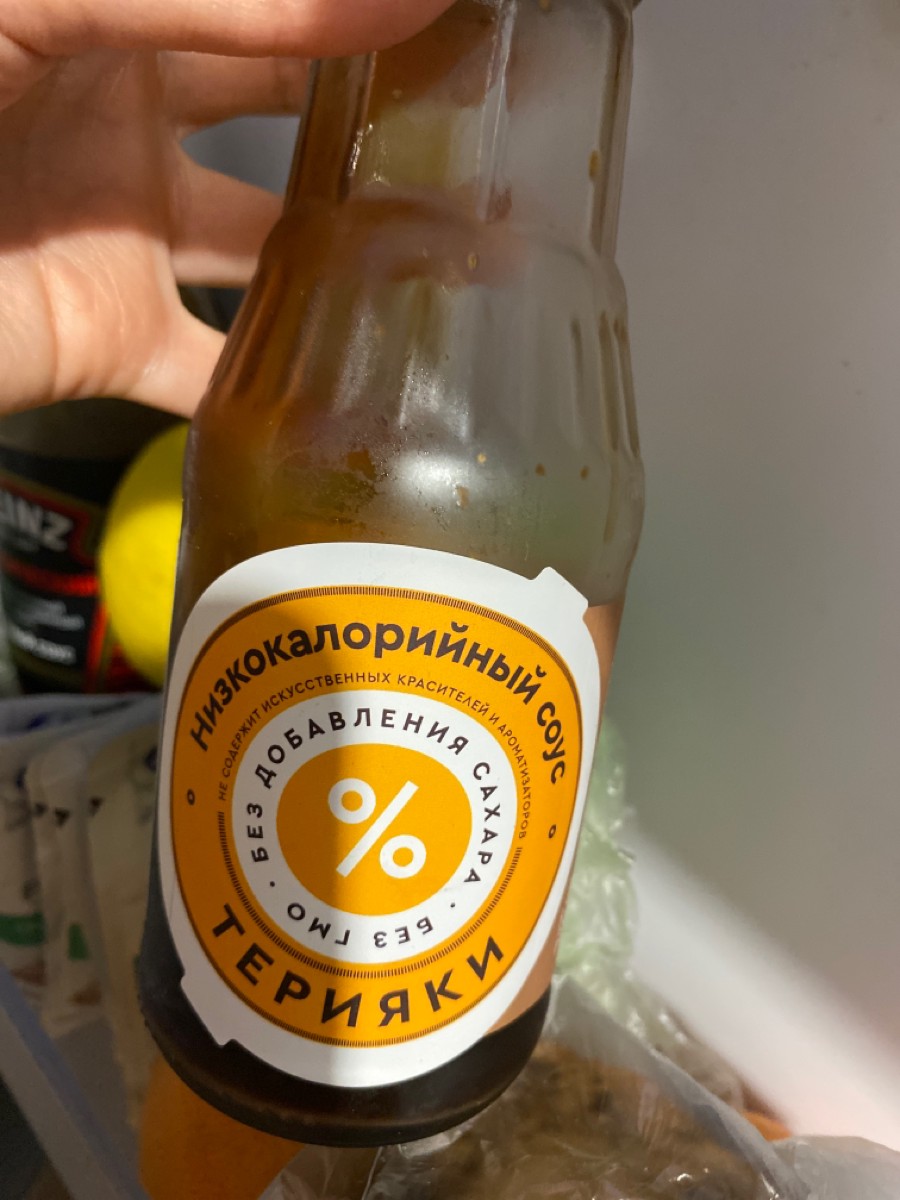 Низкокалорийный соус
НЕ СОДЕРЖИТ ИСКУССТВЕННЫХ КРАСИТЕЛЕЙ И АРОМАТИЗАТОРОВ
БЕЗ ДОБАВЛЕНИЯ САХАРА · БЕЗ ГМО ·
%
ТЕРИЯКИ